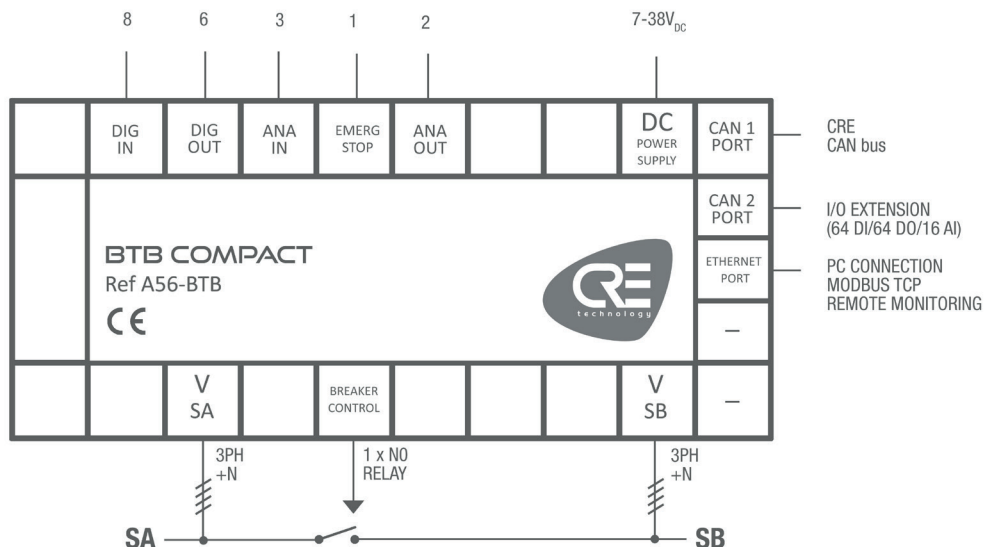 8 6 3 1 2 7-38VDC
DIG IN
DIG OUT
ANA IN
EMERG STOP
ANA OUT
DC POWER SUPPLY
CAN 1 PORT
CRE
CAN bus
CAN 2 PORT
I/O EXTENSION
(64 DI/64 DO/16 AI)
ETHERNET PORT
PC CONNECTION
MODBUS TCP
REMOTE MONITORING
BTB COMPACT
Ref A56-BTB
CE
CRE
technology
–
V SA
BREAKER CONTROL
V SB
–
3PH
+N
1 x NO
RELAY
3PH
+N
SA
SB